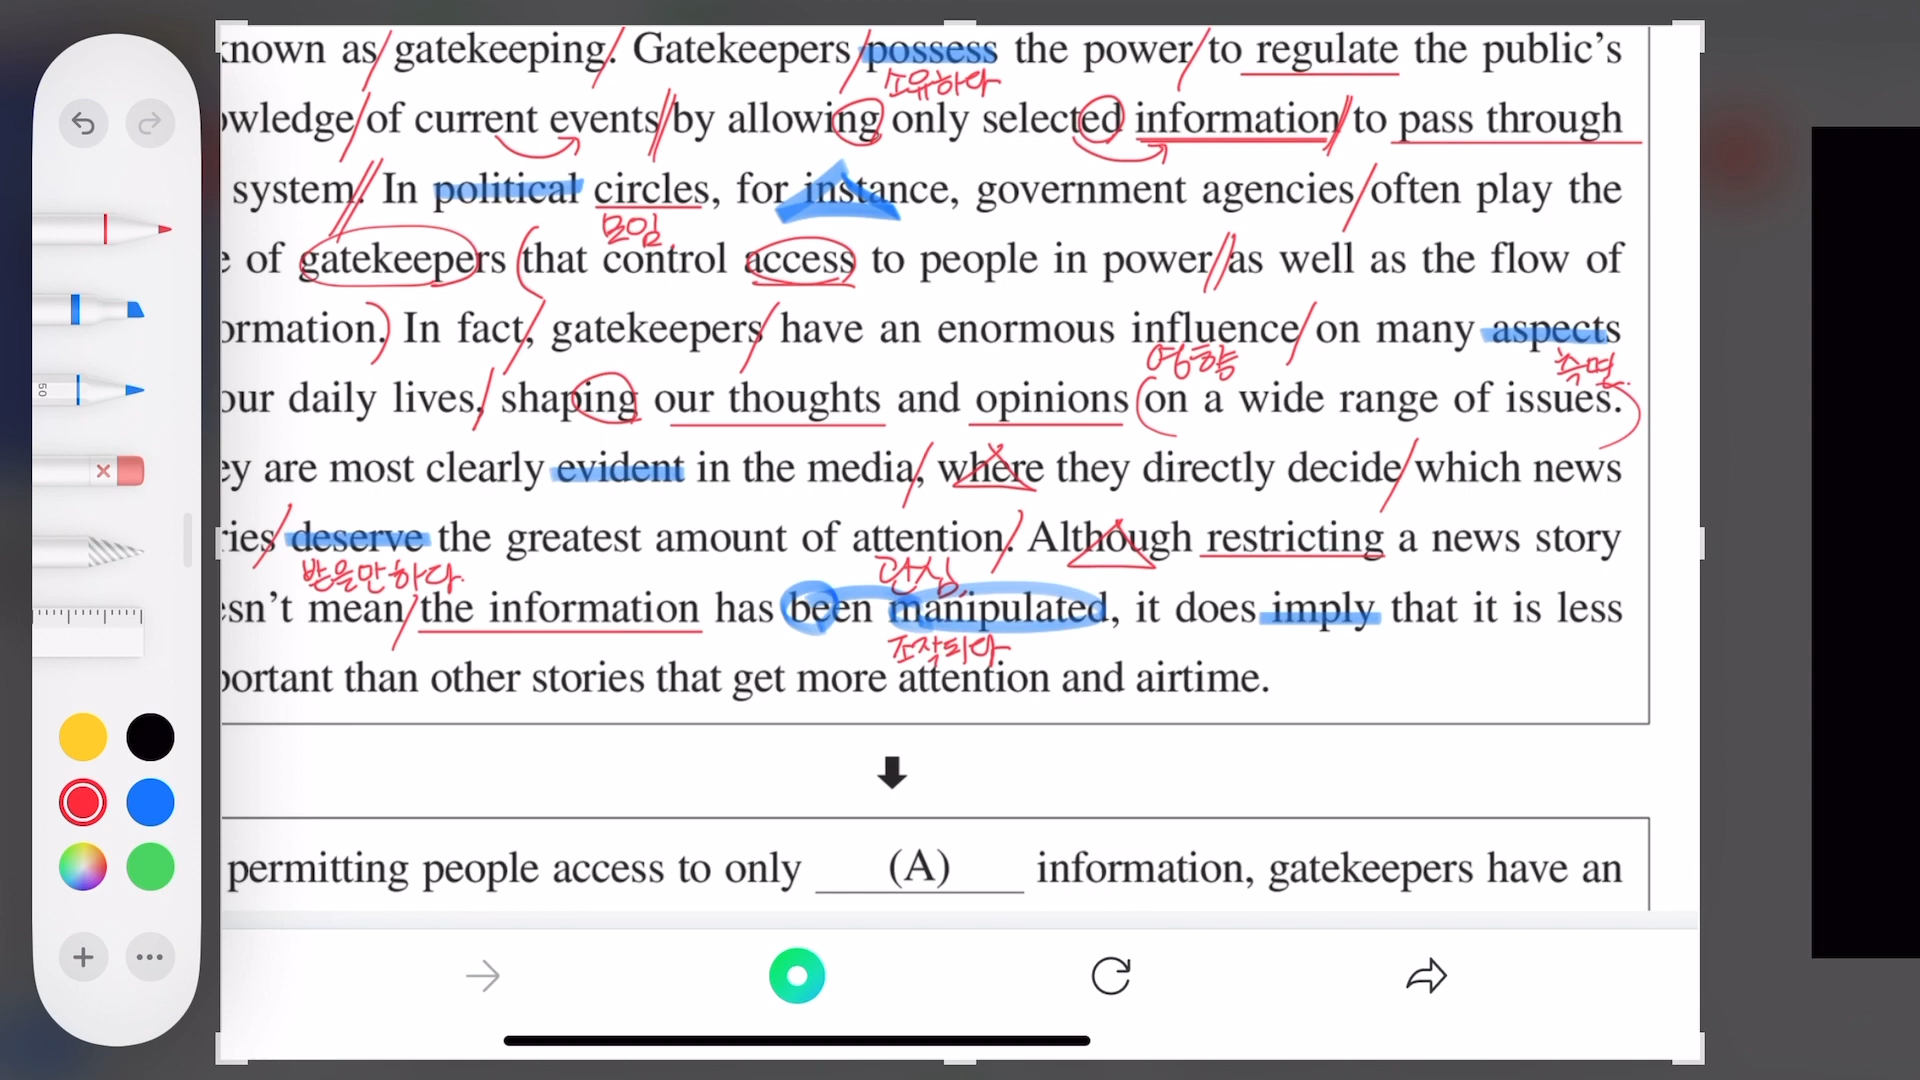 known as gatekeeping. Gatekeepers possess the power to regulate the public's
소유하다
owledge of current events by allowing only selected information to pass through
system. In political circles, for instance, government agencies often play the
모임
e of gatekeepers that control access to people in power as well as the flow of
ormation. In fact, gatekeepers have an enormous influence on many aspects
영향 측면
our daily lives, shaping our thoughts and opinions on a wide range of issues.
ey are most clearly evident in the media, where they directly decide which news
ries deserve the greatest amount of attention. Although restricting a news story
받을만하다 관심
esn't mean the information has been manipulated, it does imply that it is less
조작되다
portant than other stories that get more attention and airtime.
permitting people access to only (A) information, gatekeepers have an
50